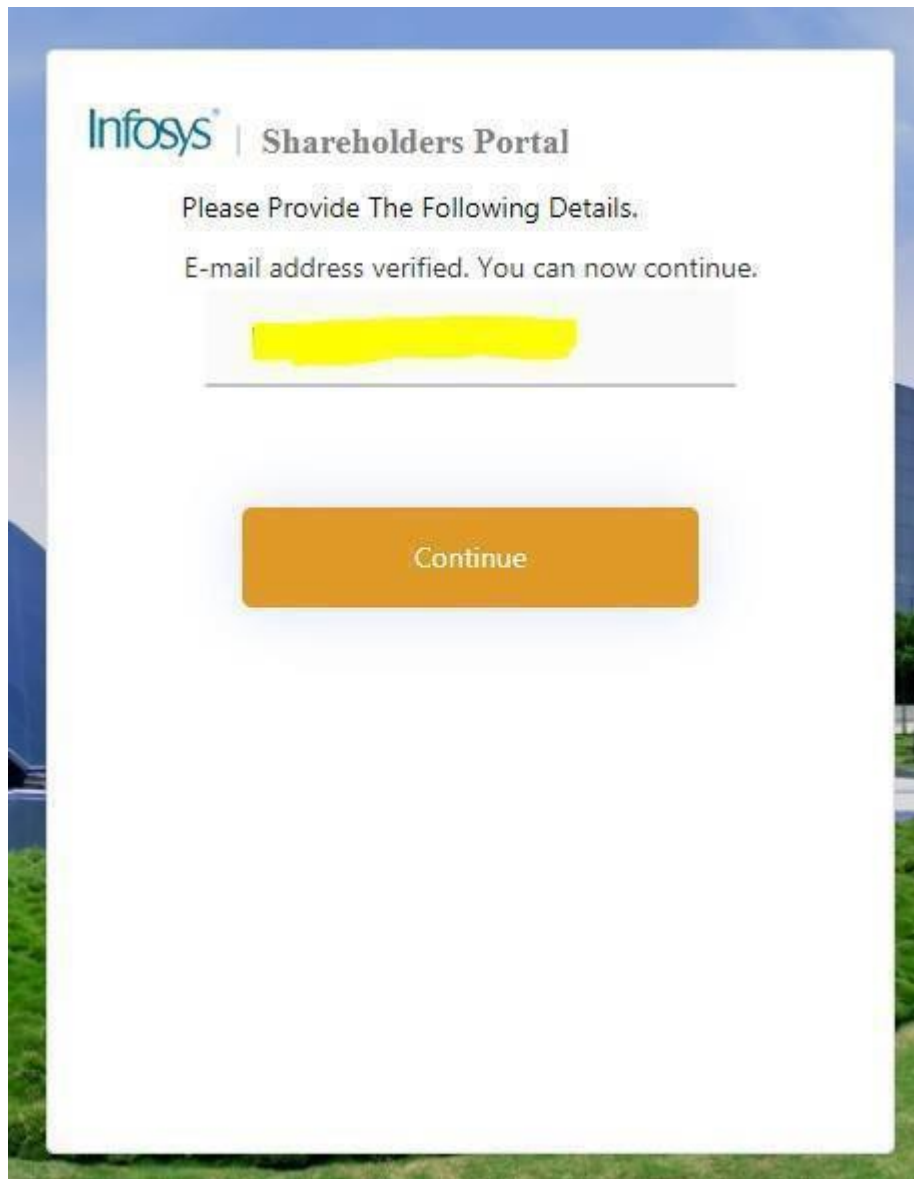 Infosys | Shareholders Portal
Please Provide The Following Details.
E-mail address verified. You can now continue.
Continue